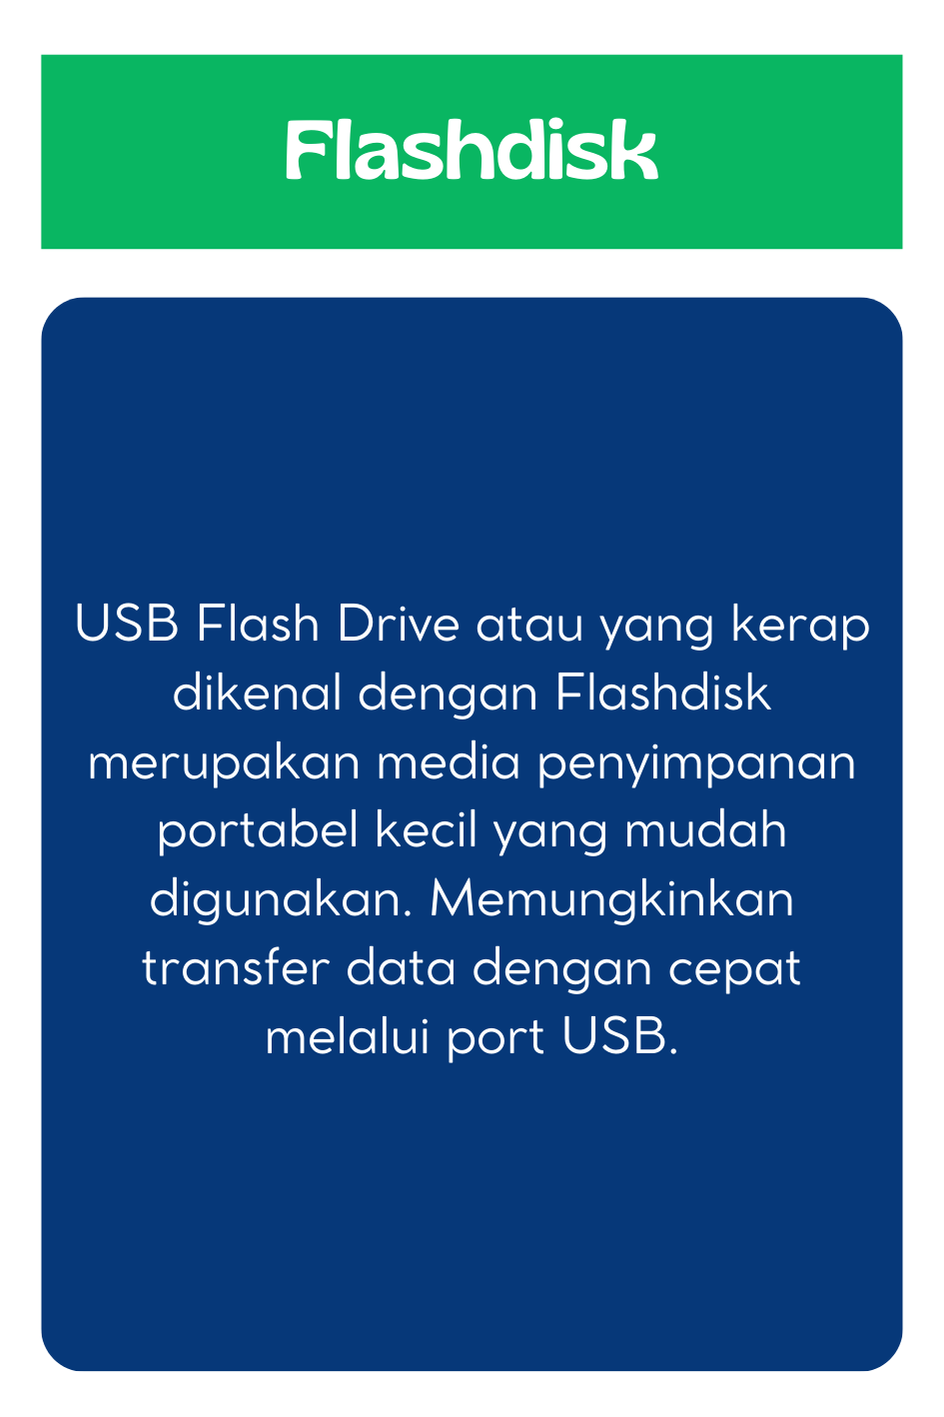 Flashdisk
USB Flash Drive atau yang kerap
dikenal dengan Flashdisk
merupakan media penyimpanan
portabel kecil yang mudah
digunakan. Memungkinkan
transfer data dengan cepat
melalui port USB.